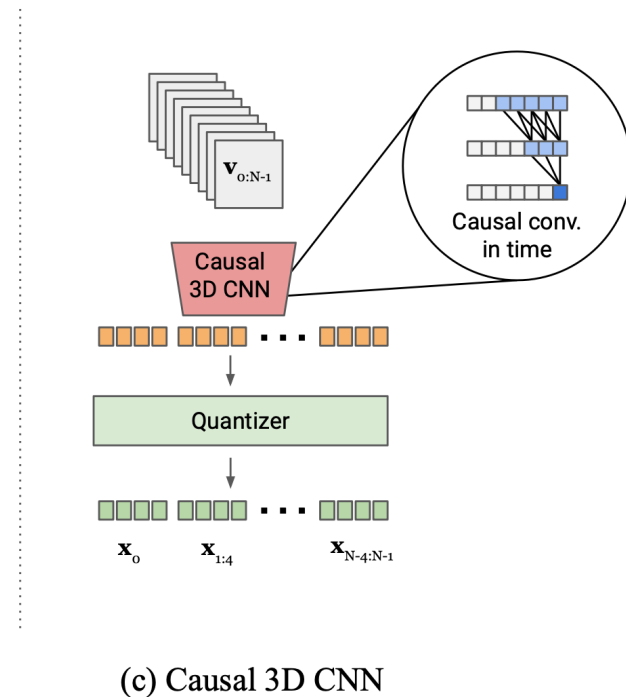 v0:N-1
Causal
3D CNN
Causal conv.
in time
Quantizer
x0
x1:4
xN-4:N-1
(c) Causal 3D CNN